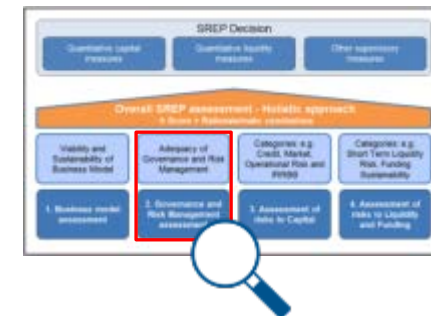 SREP Decision
Quantitative capital
measures
Quantitative liquidity
measures
Other supervisory
measures
Overall SREP assessment - Holistic approach
Viability and
Sustainability of
Business Model
Adequacy of
Governance and Risk
Management
Categories: e.g.
Credit, Market,
Operational Risk and
IRRBB
Categories: e.g.
Short Term Liquidity
Risk, Funding
Sustainability
1. Business model
assessment
2. Governance and
Risk Management
assessment
3. Assessment of
risks to Capital
4. Assessment of
risks to Liquidity
and Funding